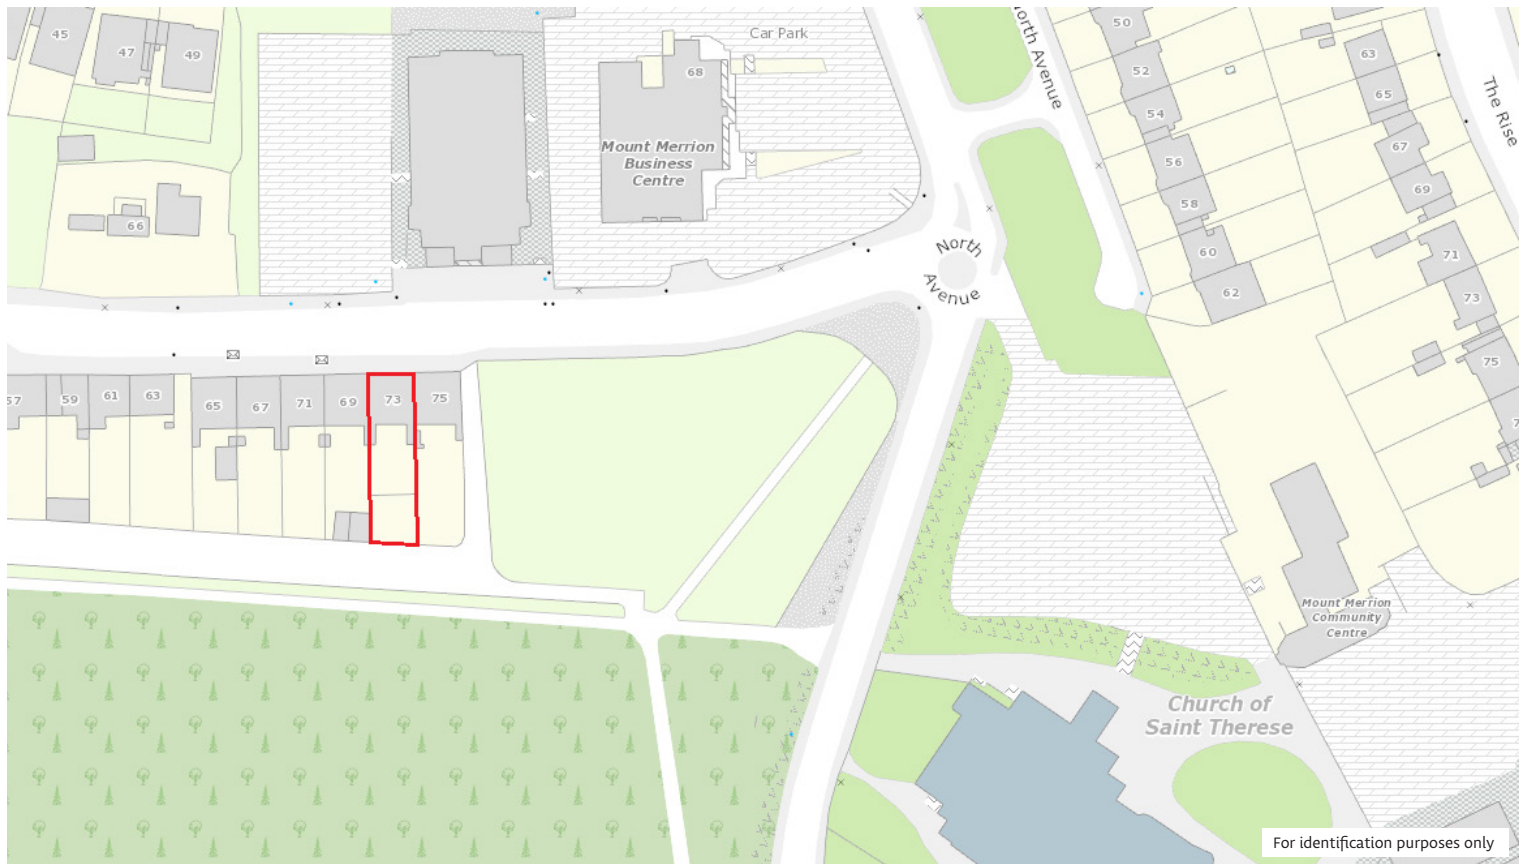 45
47
49
66
Car Park
68
Mount Merrion
Business
Centre
North Avenue
The Rise
50
52
54
56
58
60
62
63
65
67
69
71
73
75
North
Avenue
57
59
61
63
65
67
71
69
73
75
Mount Merrion
Community
Centre
Church of
Saint Therese
For identification purposes only